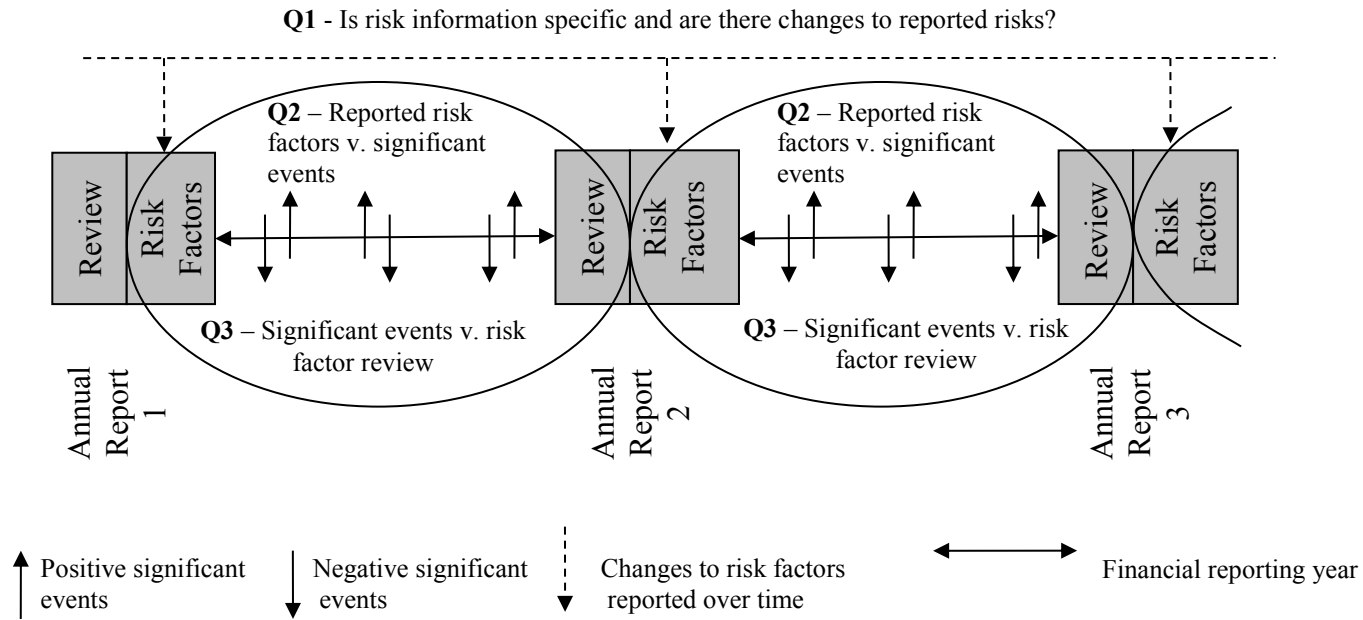 Q1 - Is risk information specific and are there changes to reported risks?
Q2 – Reported risk
factors v. significant
events
Q2 – Reported risk
factors v. significant
events
Review
Risk
Factors
Review
Risk
Factors
Review
Risk
Factors
Q3 – Significant events v. risk
factor review
Q3 – Significant events v. risk
factor review
Annual
Report
1
Annual
Report
2
Annual
Report
3
Positive significant
events
Negative significant
events
Changes to risk factors
reported over time
Financial reporting year